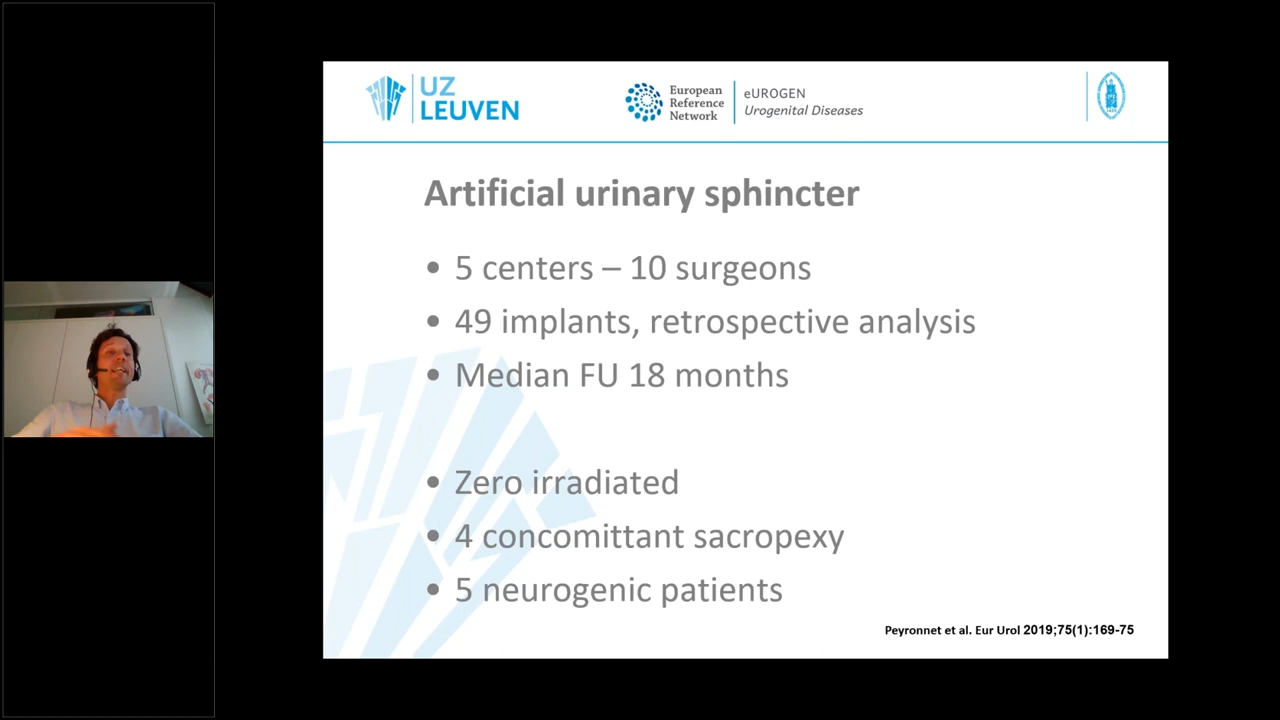 UZ
LEUVEN
European
Reference
Network
eUROGEN
Urogenital Diseases
Artificial urinary sphincter
• 5 centers – 10 surgeons
• 49 implants, retrospective analysis
• Median FU 18 months
• Zero irradiated
• 4 concomittant sacropexy
• 5 neurogenic patients
Peyronnet et al. Eur Urol 2019;75(1):169-75